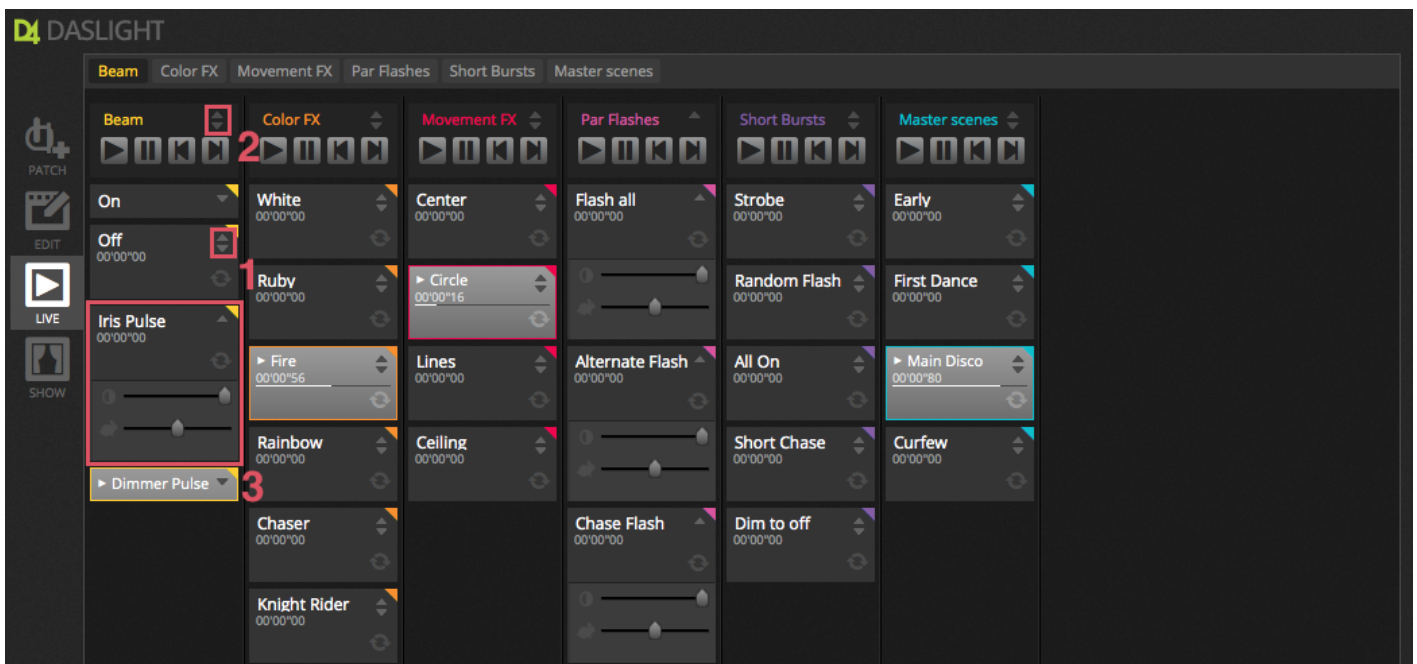 D4 DASLIGHT
Beam Color FX Movement FX Par Flashes Short Bursts Master scenes
PATCH
EDIT
LIVE
SHOW
Beam
2
On
Off
00'00"00
1
Iris Pulse
00'00"00
Dimmer Pulse
3
Color FX
White
00'00"00
Ruby
00'00"00
Fire
00'00"56
Rainbow
00'00"00
Chaser
00'00"00
Knight Rider
00'00"00
Movement FX
Center
00'00"00
Circle
00'00"16
Lines
00'00"00
Ceiling
00'00"00
Par Flashes
Flash all
00'00"00
Alternate Flash
00'00"00
Chase Flash
00'00"00
Short Bursts
Strobe
00'00"00
Random Flash
00'00"00
All On
00'00"00
Short Chase
00'00"00
Dim to off
00'00"00
Master scenes
Early
00'00"00
First Dance
00'00"00
Main Disco
00'00"80
Curfew
00'00"00